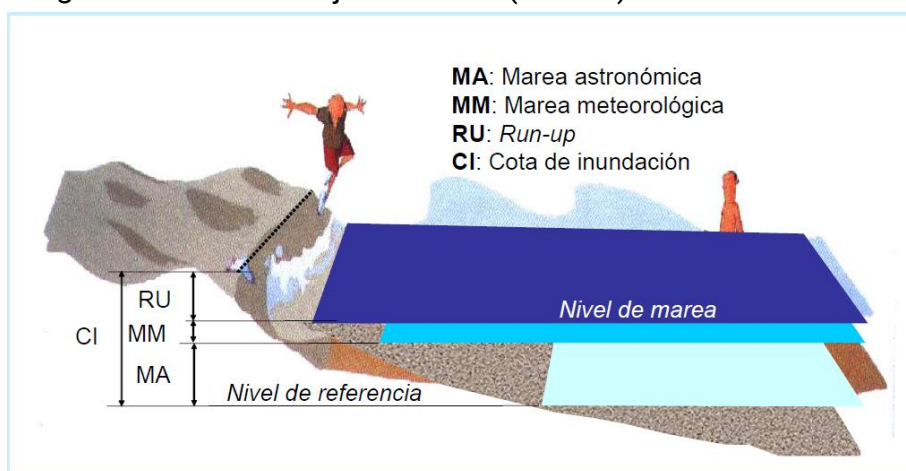 MA: Marea astronómica
MM: Marea meteorológica
RU: Run-up
CI: Cota de inundación
RU
Nivel de marea
CI
MM
MA
Nivel de referencia